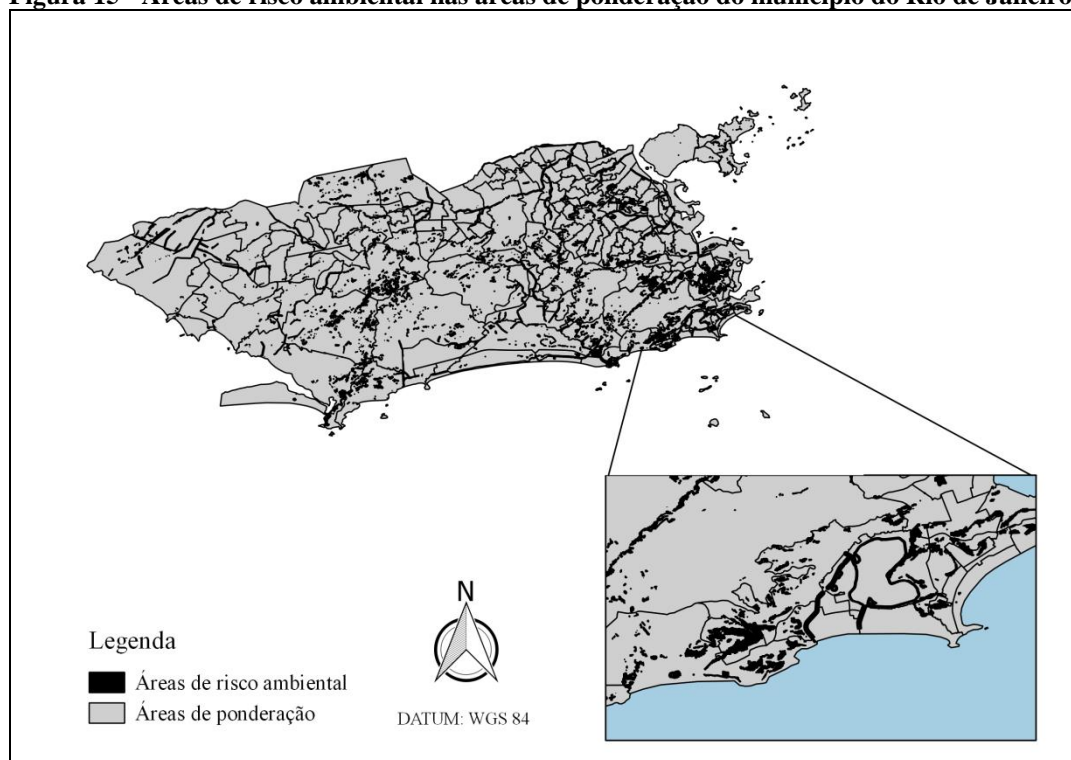 Figura 15 - Áreas de risco ambiental nas áreas de ponderação do município do Rio de Janeiro
N
Legenda
Áreas de risco ambiental
Áreas de ponderação
DATUM: WGS 84